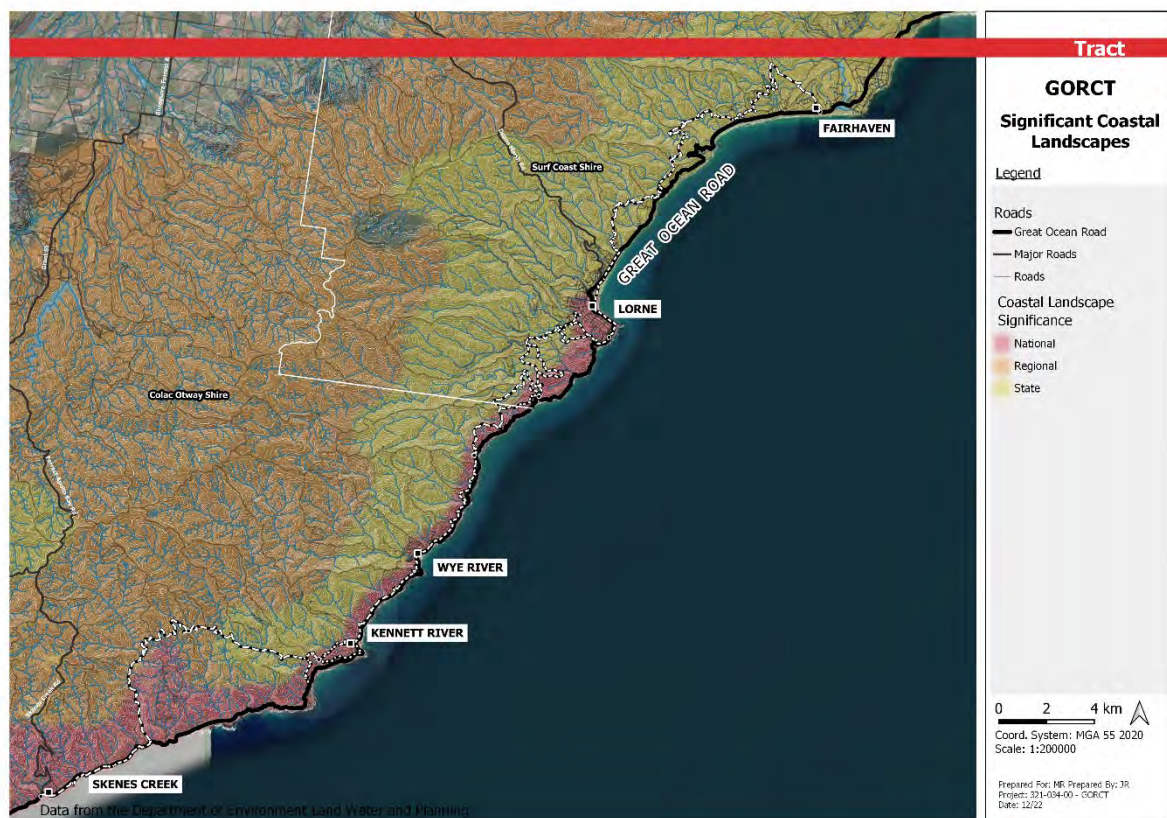 Tract
GORCT
Significant Coastal
Landscapes
Legend
Roads
Great Ocean Road
Major Roads
Roads
Coastal Landscape
Significance
National
Regional
State
0 2 4 km
Coord. System: MGA 55 2020
Scale: 1:200000
Prepared For: MR Prepared By: JR
Project: 321-034-00 - GORCT
Date: 12/22
FAIRHAVEN
Surf Coast Shire
GREAT OCEAN ROAD
LORNE
Colac Otway Shire
WYE RIVER
KENNETT RIVER
SKENES CREEK
Data from the Department or Environment Land Water and Planning